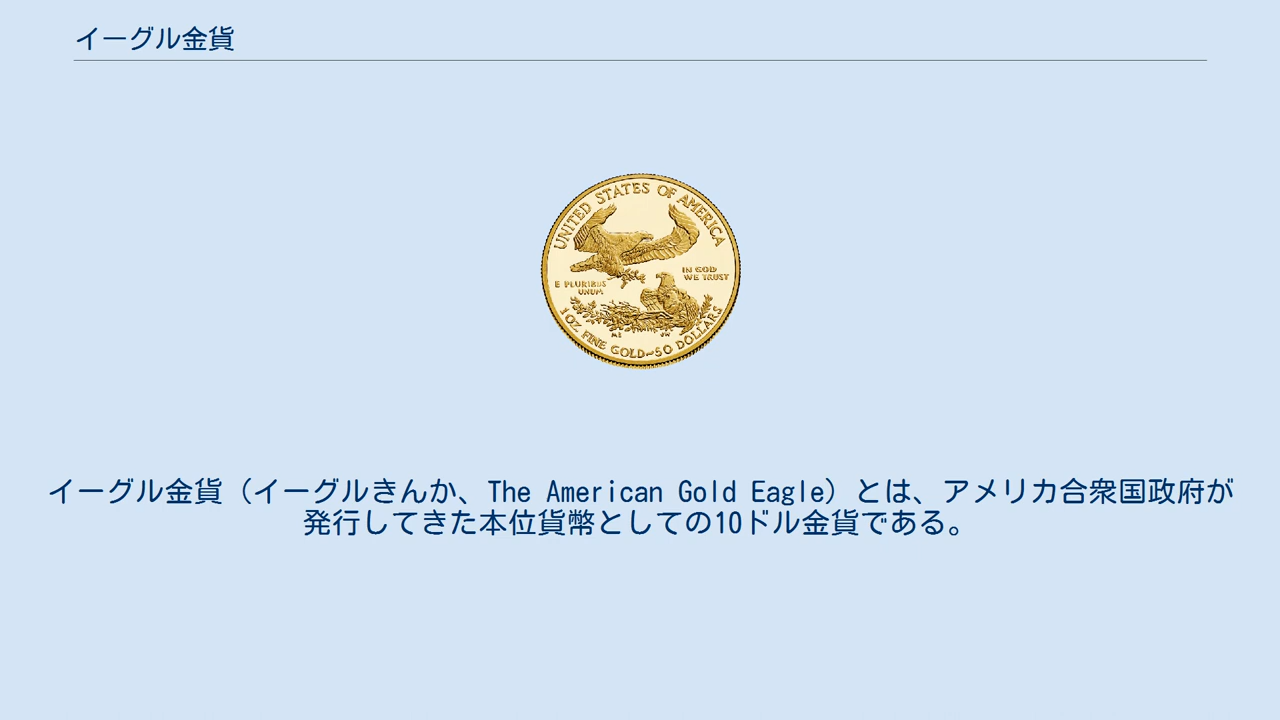 イーグル金貨
UNITED STATES OF AMERICA
IN GOD
WE TRUST
E PLURIBUS
UNUM
1 OZ. FINE GOLD~50 DOLLARS
イーグル金貨（イーグルきんか、The American Gold Eagle）とは、アメリカ合衆国政府が
発行してきた本位貨幣としての10ドル金貨である。